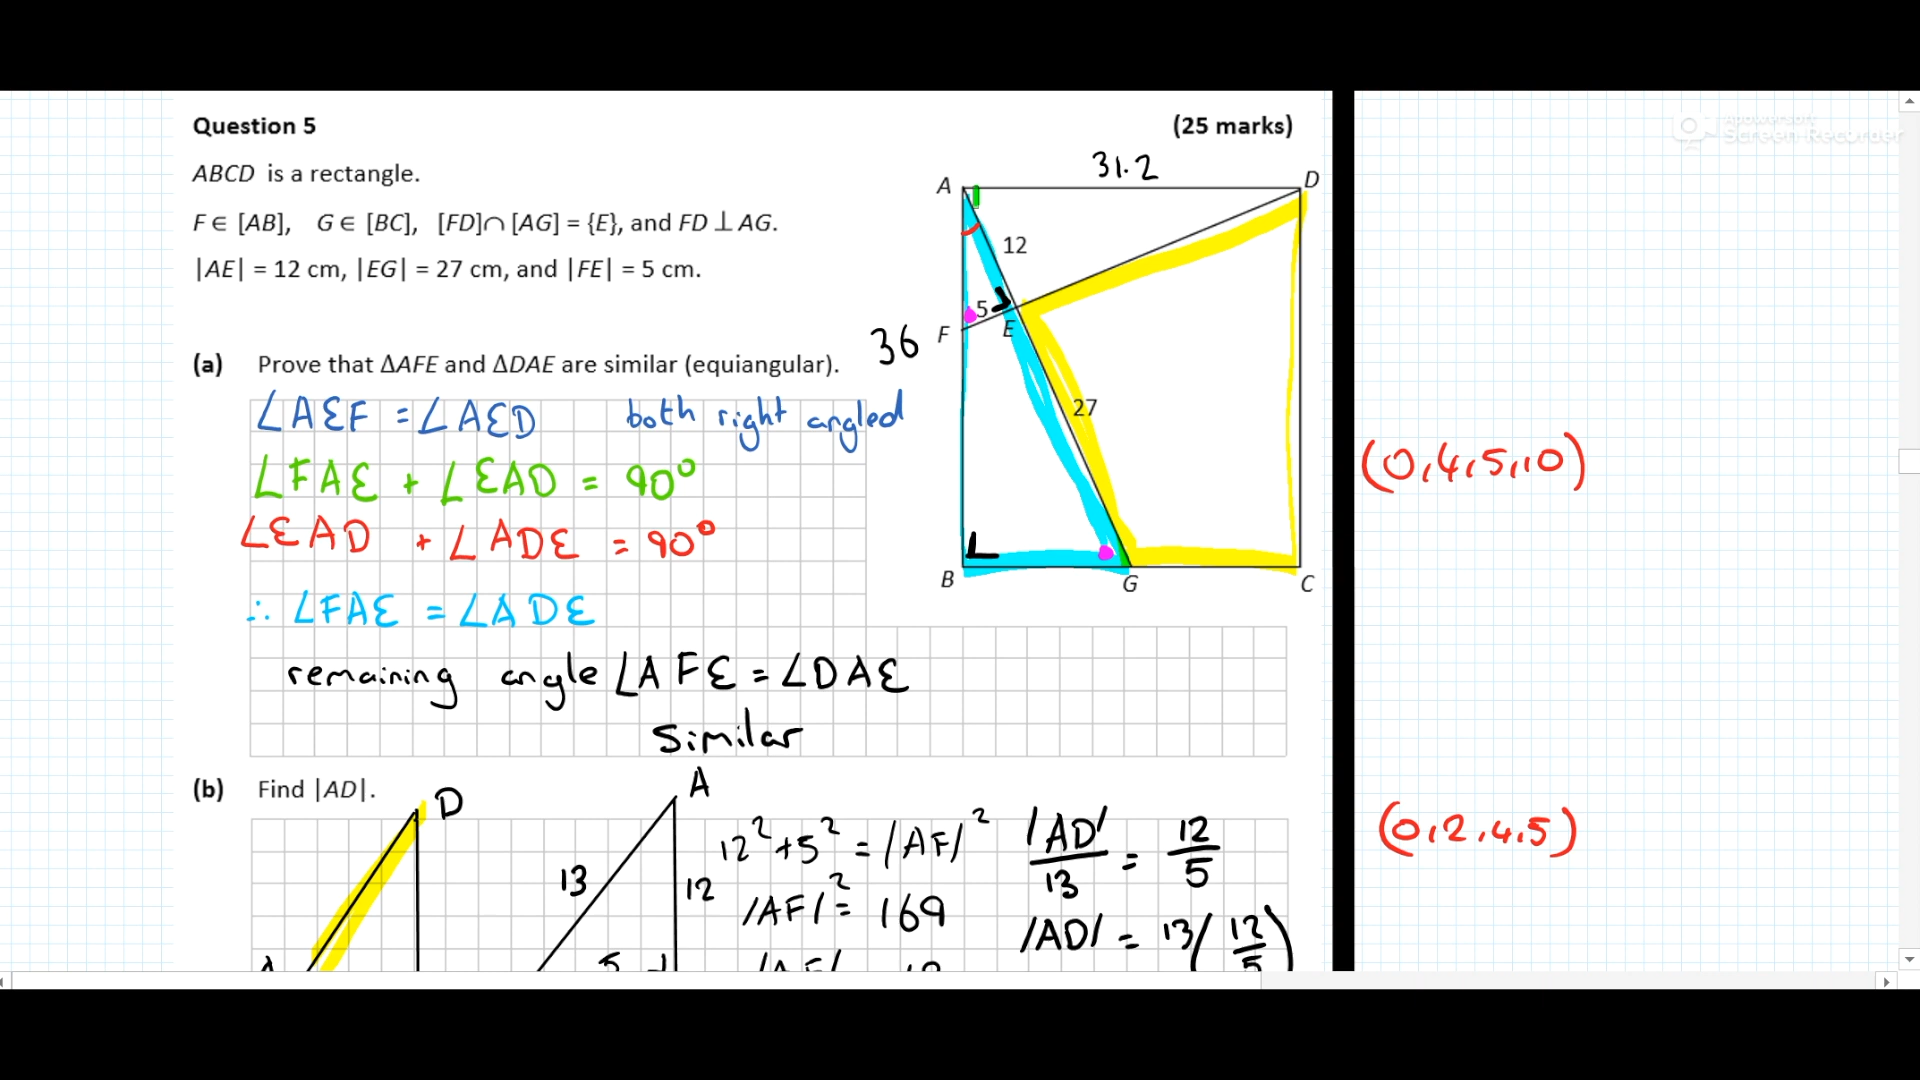 Question 5
(25 marks)
ABCD is a rectangle.
F ∈ [AB], G ∈ [BC], [FD]∩ [AG] = {E}, and FD ⊥ AG.
|AE| = 12 cm, |EG| = 27 cm, and |FE| = 5 cm.
31.2
A
D
12
5
E
F
36
27
B
G
C
(a) Prove that ΔAFE and ΔDAE are similar (equiangular).
∠AEF = ∠AED both right angled
∠FAE + ∠EAD = 90°
∠EAD + ∠ADE = 90°
∴ ∠FAE = ∠ADE
remaining angle ∠AFE = ∠DAE
Similar
(0,4,5,10)
(b) Find |AD|.
D
A
13
12
5
12² + 5² = |AF|²
|AF|² = 169
|AD|/13 = 12/5
|AD| = 13(12/5)
(0,2,4,5)
Apowersoft
Screen Recorder